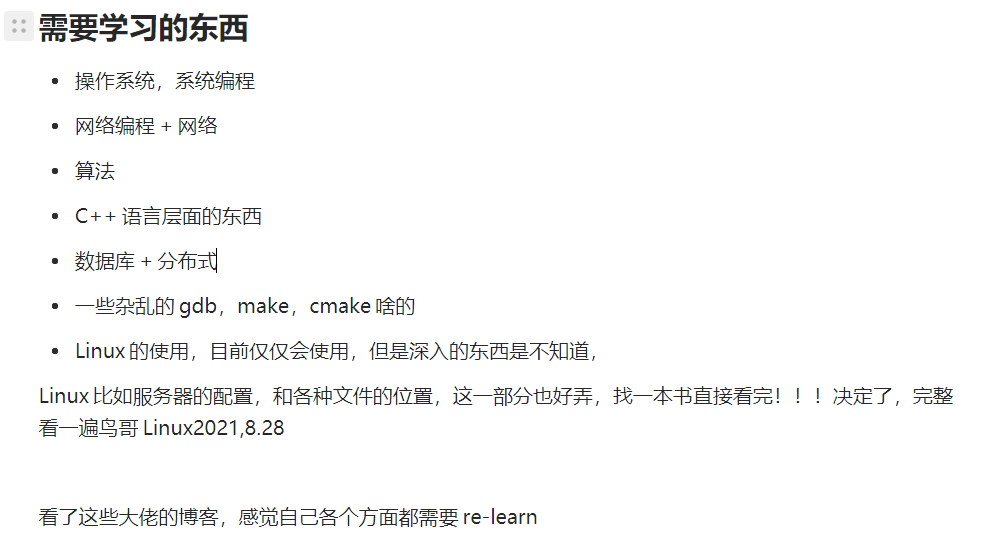 需要学习的东西
操作系统，系统编程
网络编程 + 网络
算法
C++ 语言层面的东西
数据库 + 分布式
一些杂乱的 gdb，make，cmake 啥的
Linux 的使用，目前仅仅会使用，但是深入的东西是不知道，
Linux 比如服务器的配置，和各种文件的位置，这一部分也好弄，找一本书直接看完！！！决定了，完整
看一遍鸟哥 Linux2021,8.28
看了这些大佬的博客，感觉自己各个方面都需要 re-learn